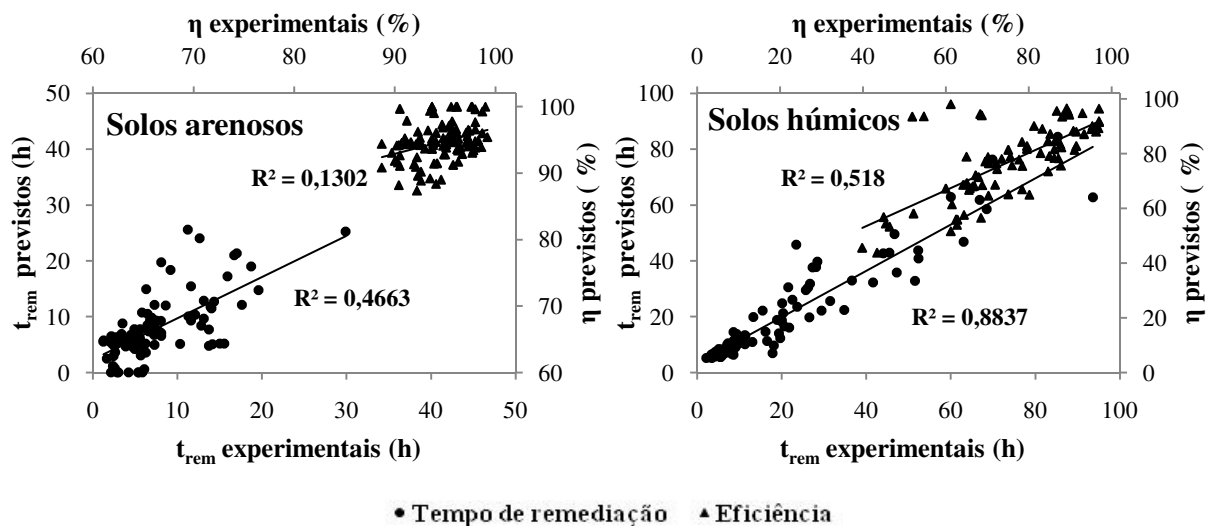 η experimentais (%)
60 70 80 90 100
50 40 30 20 10 0
t_rem previstos (h)
Solos arenosos
R² = 0,1302
R² = 0,4663
100 90 80 70 60
η previstos ( %)
0 10 20 30 40 50
t_rem experimentais (h)
η experimentais (%)
0 20 40 60 80 100
100 80 60 40 20 0
t_rem previstos (h)
Solos húmicos
R² = 0,518
R² = 0,8837
100 80 60 40 20 0
η previstos ( %)
0 20 40 60 80 100
t_rem experimentais (h)
Tempo de remediação Eficiência